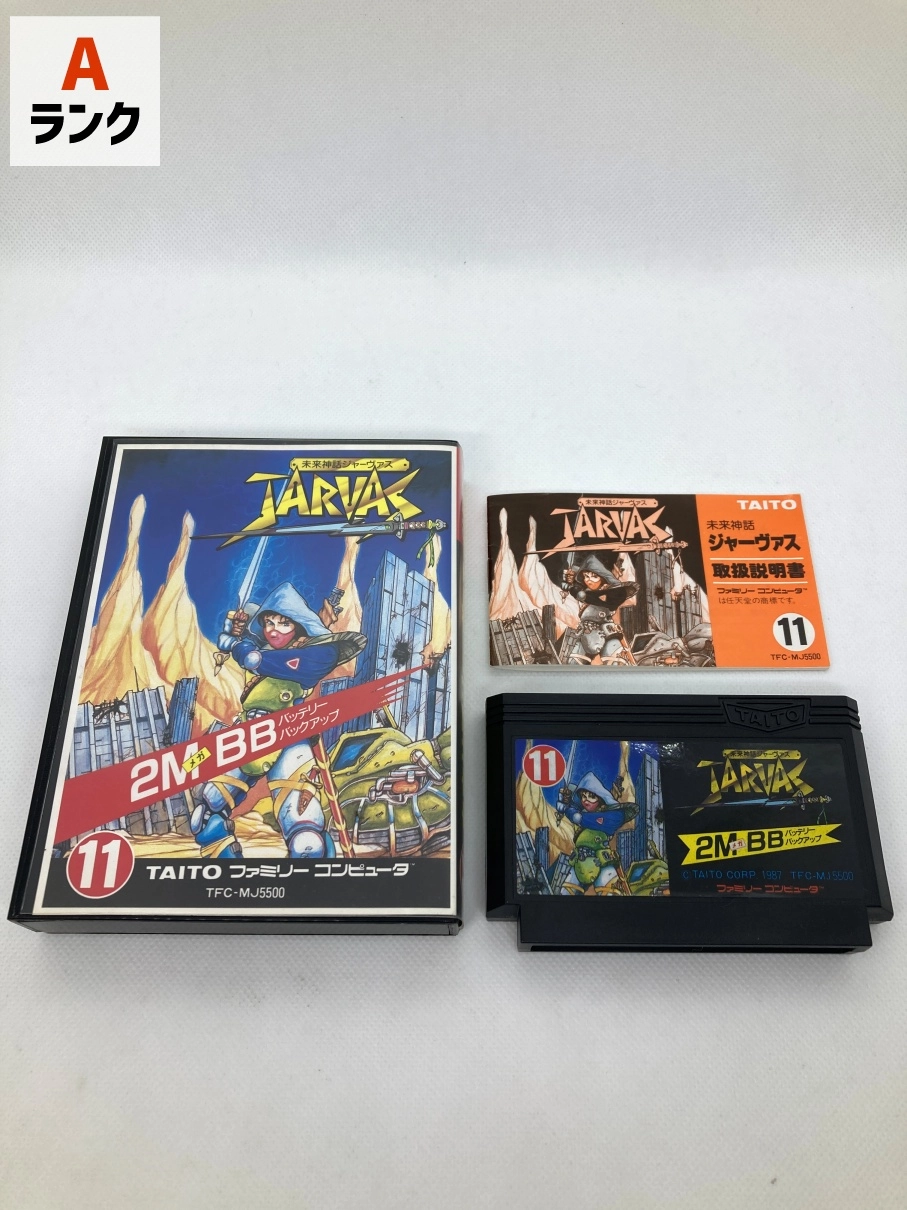 A
ランク
未来神話ジャーヴァス
JARVAS
2M メガ BB バッテリー
バックアップ
11
TAITO ファミリー コンピュータ™
TFC-MJ5500
未来神話ジャーヴァス
JARVAS
TAITO
未来神話
ジャーヴァス
取扱説明書
ファミリー コンピュータ™
は任天堂の商標です。
11
TFC-MJ5500
TAITO
11
未来神話ジャーヴァス
JARVAS
2M メガ BB バッテリー
バックアップ
© TAITO CORP. 1987 TFC-MJ5500
ファミリー コンピュータ™